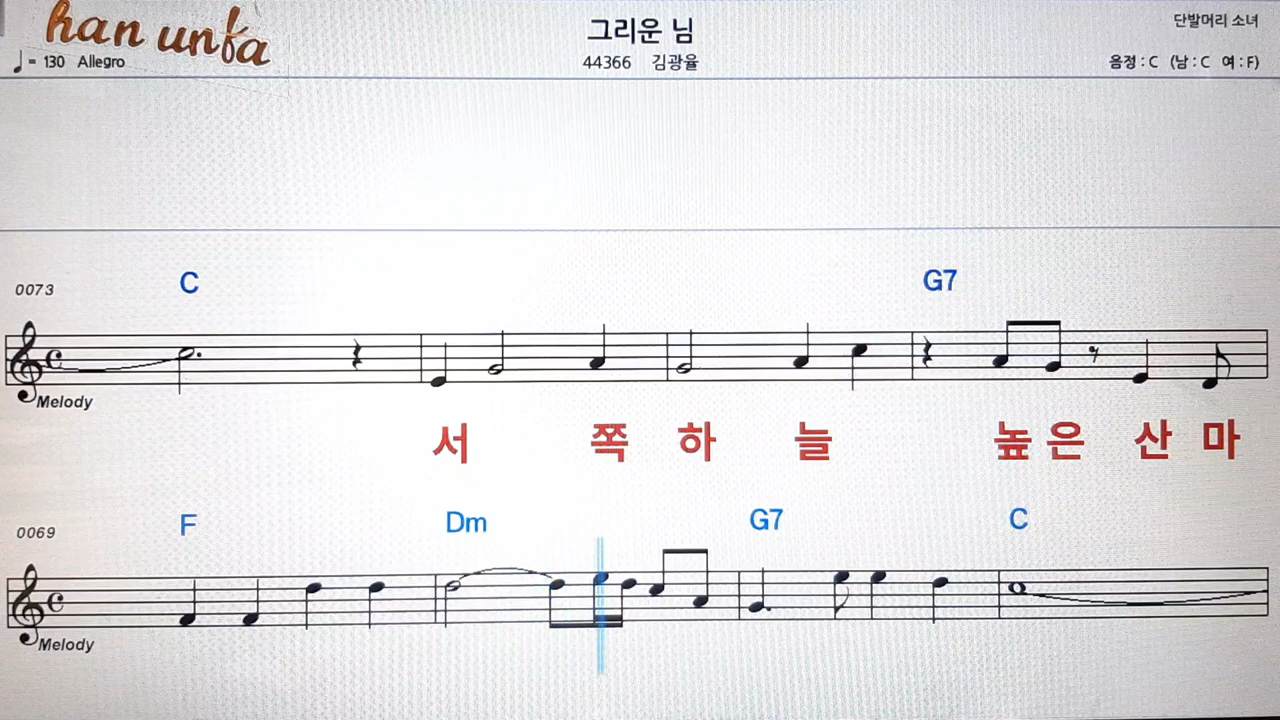 han unfa
그리운 님
단발머리 소녀
♩= 130 Allegro
44366 김광율
음정 : C (남 : C 여 : F)
C G7
0073
Melody
서 쪽 하 늘 높 은 산 마
F Dm G7 C
0069
Melody